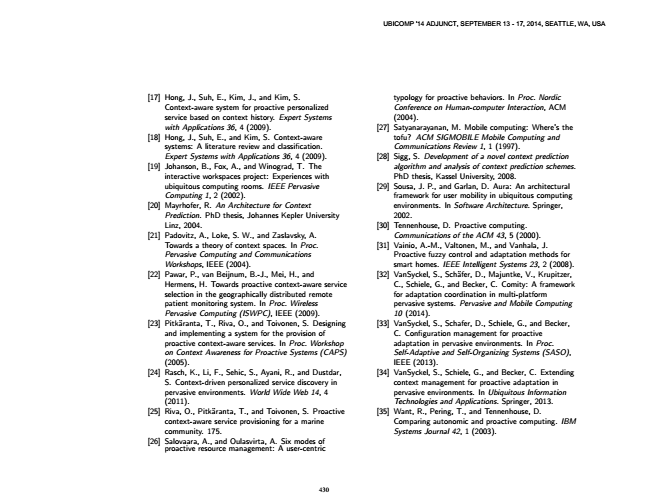 UBICOMP '14 ADJUNCT, SEPTEMBER 13 - 17, 2014, SEATTLE, WA, USA
[17] Hong, J., Suh, E., Kim, J., and Kim, S.
Context-aware system for proactive personalized
service based on context history. Expert Systems
with Applications 36, 4 (2009).
[18] Hong, J., Suh, E., and Kim, S. Context-aware
systems: A literature review and classification.
Expert Systems with Applications 36, 4 (2009).
[19] Johanson, B., Fox, A., and Winograd, T. The
interactive workspaces project: Experiences with
ubiquitous computing rooms. IEEE Pervasive
Computing 1, 2 (2002).
[20] Mayrhofer, R. An Architecture for Context
Prediction. PhD thesis, Johannes Kepler University
Linz, 2004.
[21] Padovitz, A., Loke, S. W., and Zaslavsky, A.
Towards a theory of context spaces. In Proc.
Pervasive Computing and Communications
Workshops, IEEE (2004).
[22] Pawar, P., van Beijnum, B.-J., Mei, H., and
Hermens, H. Towards proactive context-aware service
selection in the geographically distributed remote
patient monitoring system. In Proc. Wireless
Pervasive Computing (ISWPC), IEEE (2009).
[23] Pitkäranta, T., Riva, O., and Toivonen, S. Designing
and implementing a system for the provision of
proactive context-aware services. In Proc. Workshop
on Context Awareness for Proactive Systems (CAPS)
(2005).
[24] Rasch, K., Li, F., Sehic, S., Ayani, R., and Dustdar,
S. Context-driven personalized service discovery in
pervasive environments. World Wide Web 14, 4
(2011).
[25] Riva, O., Pitkäranta, T., and Toivonen, S. Proactive
context-aware service provisioning for a marine
community. 175.
[26] Salovaara, A., and Oulasvirta, A. Six modes of
proactive resource management: A user-centric
typology for proactive behaviors. In Proc. Nordic
Conference on Human-computer Interaction, ACM
(2004).
[27] Satyanarayanan, M. Mobile computing: Where's the
tofu? ACM SIGMOBILE Mobile Computing and
Communications Review 1, 1 (1997).
[28] Sigg, S. Development of a novel context prediction
algorithm and analysis of context prediction schemes.
PhD thesis, Kassel University, 2008.
[29] Sousa, J. P., and Garlan, D. Aura: An architectural
framework for user mobility in ubiquitous computing
environments. In Software Architecture. Springer,
2002.
[30] Tennenhouse, D. Proactive computing.
Communications of the ACM 43, 5 (2000).
[31] Vainio, A.-M., Valtonen, M., and Vanhala, J.
Proactive fuzzy control and adaptation methods for
smart homes. IEEE Intelligent Systems 23, 2 (2008).
[32] VanSyckel, S., Schäfer, D., Majuntke, V., Krupitzer,
C., Schiele, G., and Becker, C. Comity: A framework
for adaptation coordination in multi-platform
pervasive systems. Pervasive and Mobile Computing
10 (2014).
[33] VanSyckel, S., Schafer, D., Schiele, G., and Becker,
C. Configuration management for proactive
adaptation in pervasive environments. In Proc.
Self-Adaptive and Self-Organizing Systems (SASO),
IEEE (2013).
[34] VanSyckel, S., Schiele, G., and Becker, C. Extending
context management for proactive adaptation in
pervasive environments. In Ubiquitous Information
Technologies and Applications. Springer, 2013.
[35] Want, R., Pering, T., and Tennenhouse, D.
Comparing autonomic and proactive computing. IBM
Systems Journal 42, 1 (2003).
430